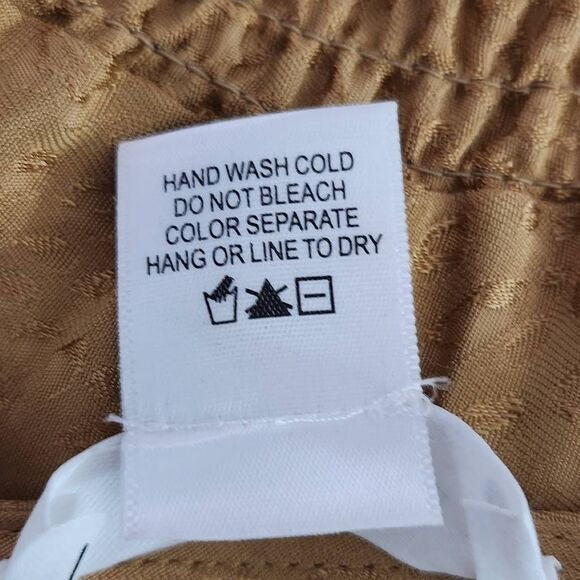 HAND WASH COLD
DO NOT BLEACH
COLOR SEPARATE
HANG OR LINE TO DRY